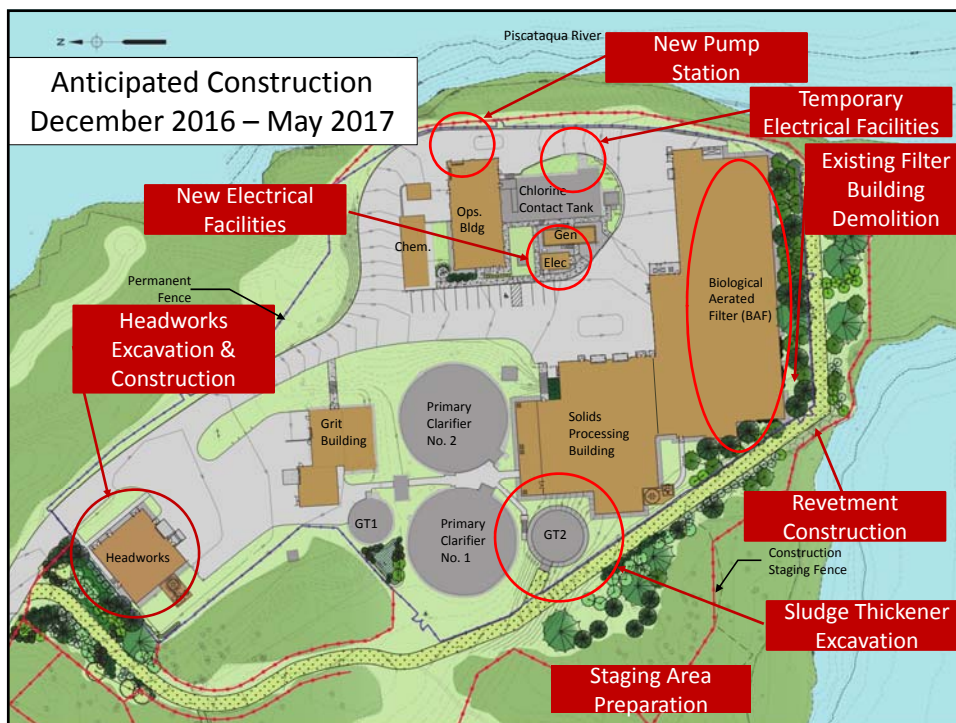 Piscataqua River
N
Anticipated Construction
December 2016 – May 2017
New Pump
Station
Temporary
Electrical Facilities
Existing Filter
Building
Demolition
New Electrical
Facilities
Chlorine
Contact Tank
Ops.
Bldg
Chem.
Gen
Elec
Permanent
Fence
Biological
Aerated
Filter (BAF)
Headworks
Excavation &
Construction
Grit
Building
Primary
Clarifier
No. 2
Solids
Processing
Building
Revetment
Construction
GT1
Primary
Clarifier
No. 1
GT2
Headworks
Construction
Staging Fence
Sludge Thickener
Excavation
Staging Area
Preparation